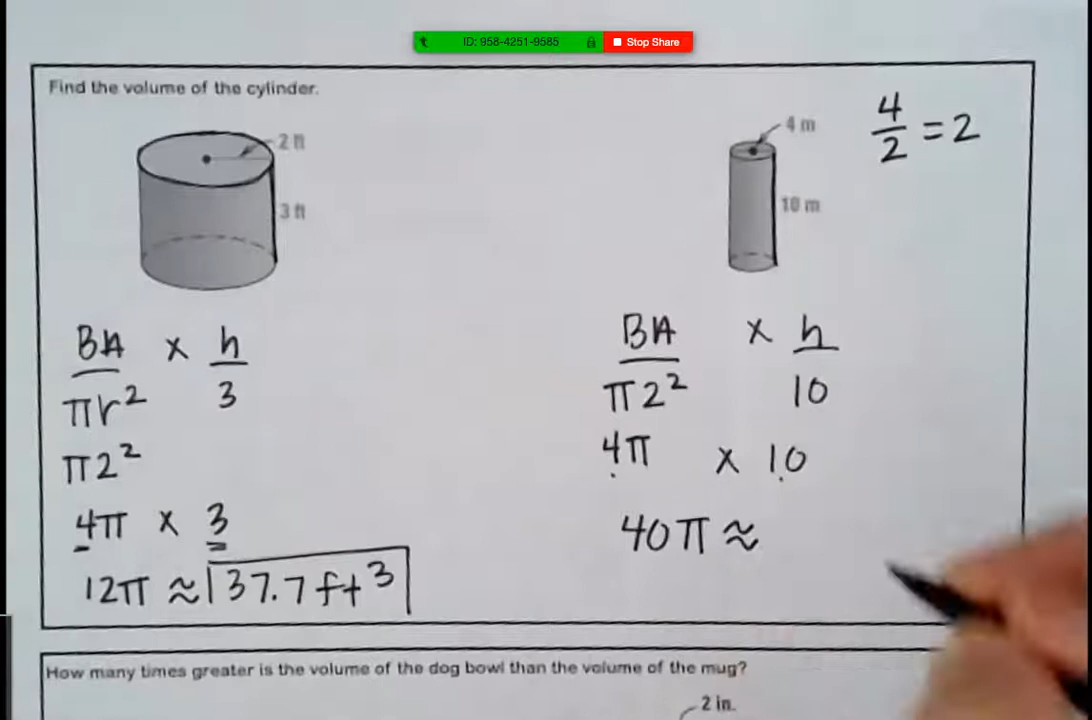 ID: 958-4251-9585 Stop Share
Find the volume of the cylinder.
2 ft
3 ft
BA x h
πr² 3
π2²
4π x 3
12π ≈ 37.7 ft³
4 m
10 m
4/2 = 2
BA x h
π2² 10
4π x 10
40π ≈
How many times greater is the volume of the dog bowl than the volume of the mug?
2 in.